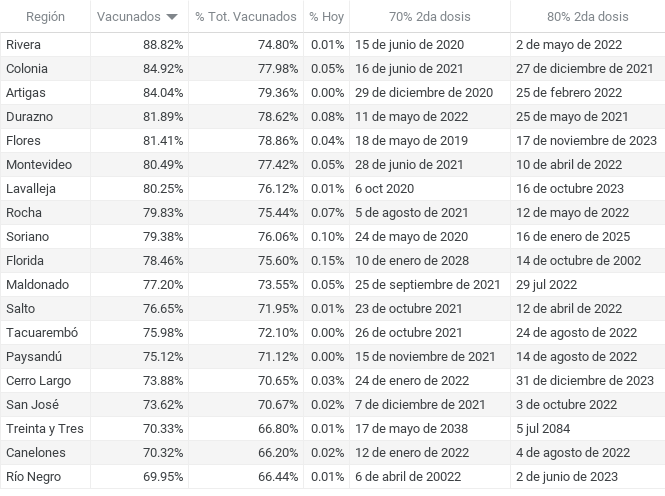 Región Vacunados % Tot. Vacunados % Hoy 70% 2da dosis 80% 2da dosis
Rivera 88.82% 74.80% 0.01% 15 de junio de 2020 2 de mayo de 2022
Colonia 84.92% 77.98% 0.05% 16 de junio de 2021 27 de diciembre de 2021
Artigas 84.04% 79.36% 0.00% 29 de diciembre de 2020 25 de febrero 2022
Durazno 81.89% 78.62% 0.08% 11 de mayo de 2022 25 de mayo de 2021
Flores 81.41% 78.86% 0.04% 18 de mayo de 2019 17 de noviembre de 2023
Montevideo 80.49% 77.42% 0.05% 28 de junio de 2021 10 de abril de 2022
Lavalleja 80.25% 76.12% 0.01% 6 oct 2020 16 de octubre de 2023
Rocha 79.83% 75.44% 0.07% 5 de agosto de 2021 12 de mayo de 2022
Soriano 79.38% 76.06% 0.10% 24 de mayo de 2020 16 de enero de 2025
Florida 78.46% 75.60% 0.15% 10 de enero de 2028 14 de octubre de 2002
Maldonado 77.20% 73.55% 0.05% 25 de septiembre de 2021 29 jul 2022
Salto 76.65% 71.95% 0.01% 23 de octubre 2021 12 de abril de 2022
Tacuarembó 75.98% 72.10% 0.00% 26 de octubre de 2021 24 de agosto de 2022
Paysandú 75.12% 71.12% 0.00% 15 de noviembre de 2021 14 de agosto de 2022
Cerro Largo 73.88% 70.65% 0.03% 24 de enero de 2022 31 de diciembre de 2023
San José 73.62% 70.67% 0.02% 7 de diciembre de 2021 3 de octubre de 2022
Treinta y Tres 70.33% 66.80% 0.01% 17 de mayo de 2038 5 jul 2084
Canelones 70.32% 66.20% 0.02% 12 de enero de 2022 4 de agosto de 2022
Río Negro 69.95% 66.44% 0.01% 6 de abril de 20022 2 de junio de 2023